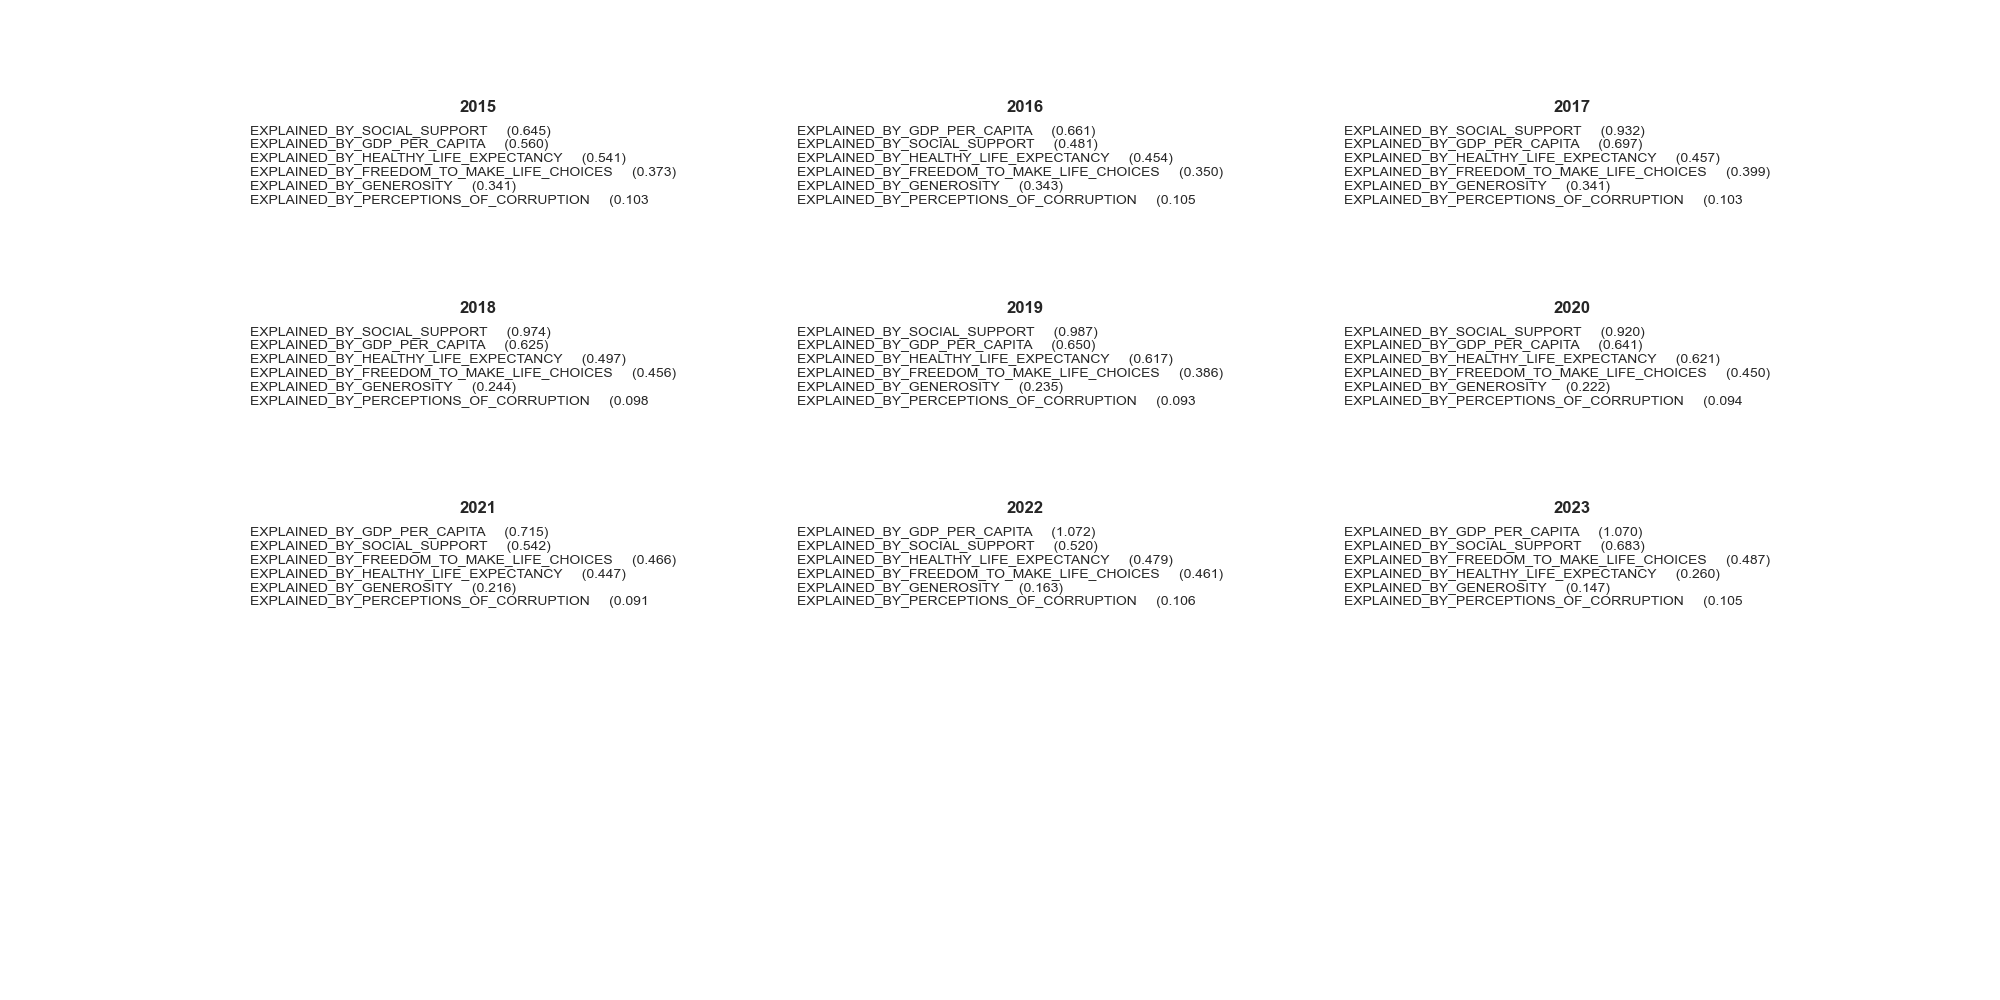 2015
EXPLAINED_BY_SOCIAL_SUPPORT (0.645)
EXPLAINED_BY_GDP_PER_CAPITA (0.560)
EXPLAINED_BY_HEALTHY_LIFE_EXPECTANCY (0.541)
EXPLAINED_BY_FREEDOM_TO_MAKE_LIFE_CHOICES (0.373)
EXPLAINED_BY_GENEROSITY (0.341)
EXPLAINED_BY_PERCEPTIONS_OF_CORRUPTION (0.103
2016
EXPLAINED_BY_GDP_PER_CAPITA (0.661)
EXPLAINED_BY_SOCIAL_SUPPORT (0.481)
EXPLAINED_BY_HEALTHY_LIFE_EXPECTANCY (0.454)
EXPLAINED_BY_FREEDOM_TO_MAKE_LIFE_CHOICES (0.350)
EXPLAINED_BY_GENEROSITY (0.343)
EXPLAINED_BY_PERCEPTIONS_OF_CORRUPTION (0.105
2017
EXPLAINED_BY_SOCIAL_SUPPORT (0.932)
EXPLAINED_BY_GDP_PER_CAPITA (0.697)
EXPLAINED_BY_HEALTHY_LIFE_EXPECTANCY (0.457)
EXPLAINED_BY_FREEDOM_TO_MAKE_LIFE_CHOICES (0.399)
EXPLAINED_BY_GENEROSITY (0.341)
EXPLAINED_BY_PERCEPTIONS_OF_CORRUPTION (0.103
2018
EXPLAINED_BY_SOCIAL_SUPPORT (0.974)
EXPLAINED_BY_GDP_PER_CAPITA (0.625)
EXPLAINED_BY_HEALTHY_LIFE_EXPECTANCY (0.497)
EXPLAINED_BY_FREEDOM_TO_MAKE_LIFE_CHOICES (0.456)
EXPLAINED_BY_GENEROSITY (0.244)
EXPLAINED_BY_PERCEPTIONS_OF_CORRUPTION (0.098
2019
EXPLAINED_BY_SOCIAL_SUPPORT (0.987)
EXPLAINED_BY_GDP_PER_CAPITA (0.650)
EXPLAINED_BY_HEALTHY_LIFE_EXPECTANCY (0.617)
EXPLAINED_BY_FREEDOM_TO_MAKE_LIFE_CHOICES (0.386)
EXPLAINED_BY_GENEROSITY (0.235)
EXPLAINED_BY_PERCEPTIONS_OF_CORRUPTION (0.093
2020
EXPLAINED_BY_SOCIAL_SUPPORT (0.920)
EXPLAINED_BY_GDP_PER_CAPITA (0.641)
EXPLAINED_BY_HEALTHY_LIFE_EXPECTANCY (0.621)
EXPLAINED_BY_FREEDOM_TO_MAKE_LIFE_CHOICES (0.450)
EXPLAINED_BY_GENEROSITY (0.222)
EXPLAINED_BY_PERCEPTIONS_OF_CORRUPTION (0.094
2021
EXPLAINED_BY_GDP_PER_CAPITA (0.715)
EXPLAINED_BY_SOCIAL_SUPPORT (0.542)
EXPLAINED_BY_FREEDOM_TO_MAKE_LIFE_CHOICES (0.466)
EXPLAINED_BY_HEALTHY_LIFE_EXPECTANCY (0.447)
EXPLAINED_BY_GENEROSITY (0.216)
EXPLAINED_BY_PERCEPTIONS_OF_CORRUPTION (0.091
2022
EXPLAINED_BY_GDP_PER_CAPITA (1.072)
EXPLAINED_BY_SOCIAL_SUPPORT (0.520)
EXPLAINED_BY_HEALTHY_LIFE_EXPECTANCY (0.479)
EXPLAINED_BY_FREEDOM_TO_MAKE_LIFE_CHOICES (0.461)
EXPLAINED_BY_GENEROSITY (0.163)
EXPLAINED_BY_PERCEPTIONS_OF_CORRUPTION (0.106
2023
EXPLAINED_BY_GDP_PER_CAPITA (1.070)
EXPLAINED_BY_SOCIAL_SUPPORT (0.683)
EXPLAINED_BY_FREEDOM_TO_MAKE_LIFE_CHOICES (0.487)
EXPLAINED_BY_HEALTHY_LIFE_EXPECTANCY (0.260)
EXPLAINED_BY_GENEROSITY (0.147)
EXPLAINED_BY_PERCEPTIONS_OF_CORRUPTION (0.105